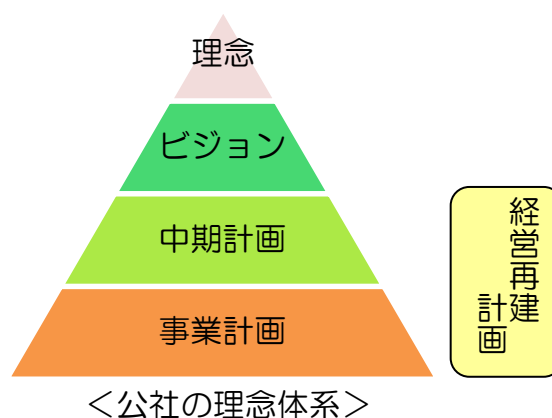 理念
ビジョン
中期計画
事業計画
経営再建
計画
＜公社の理念体系＞